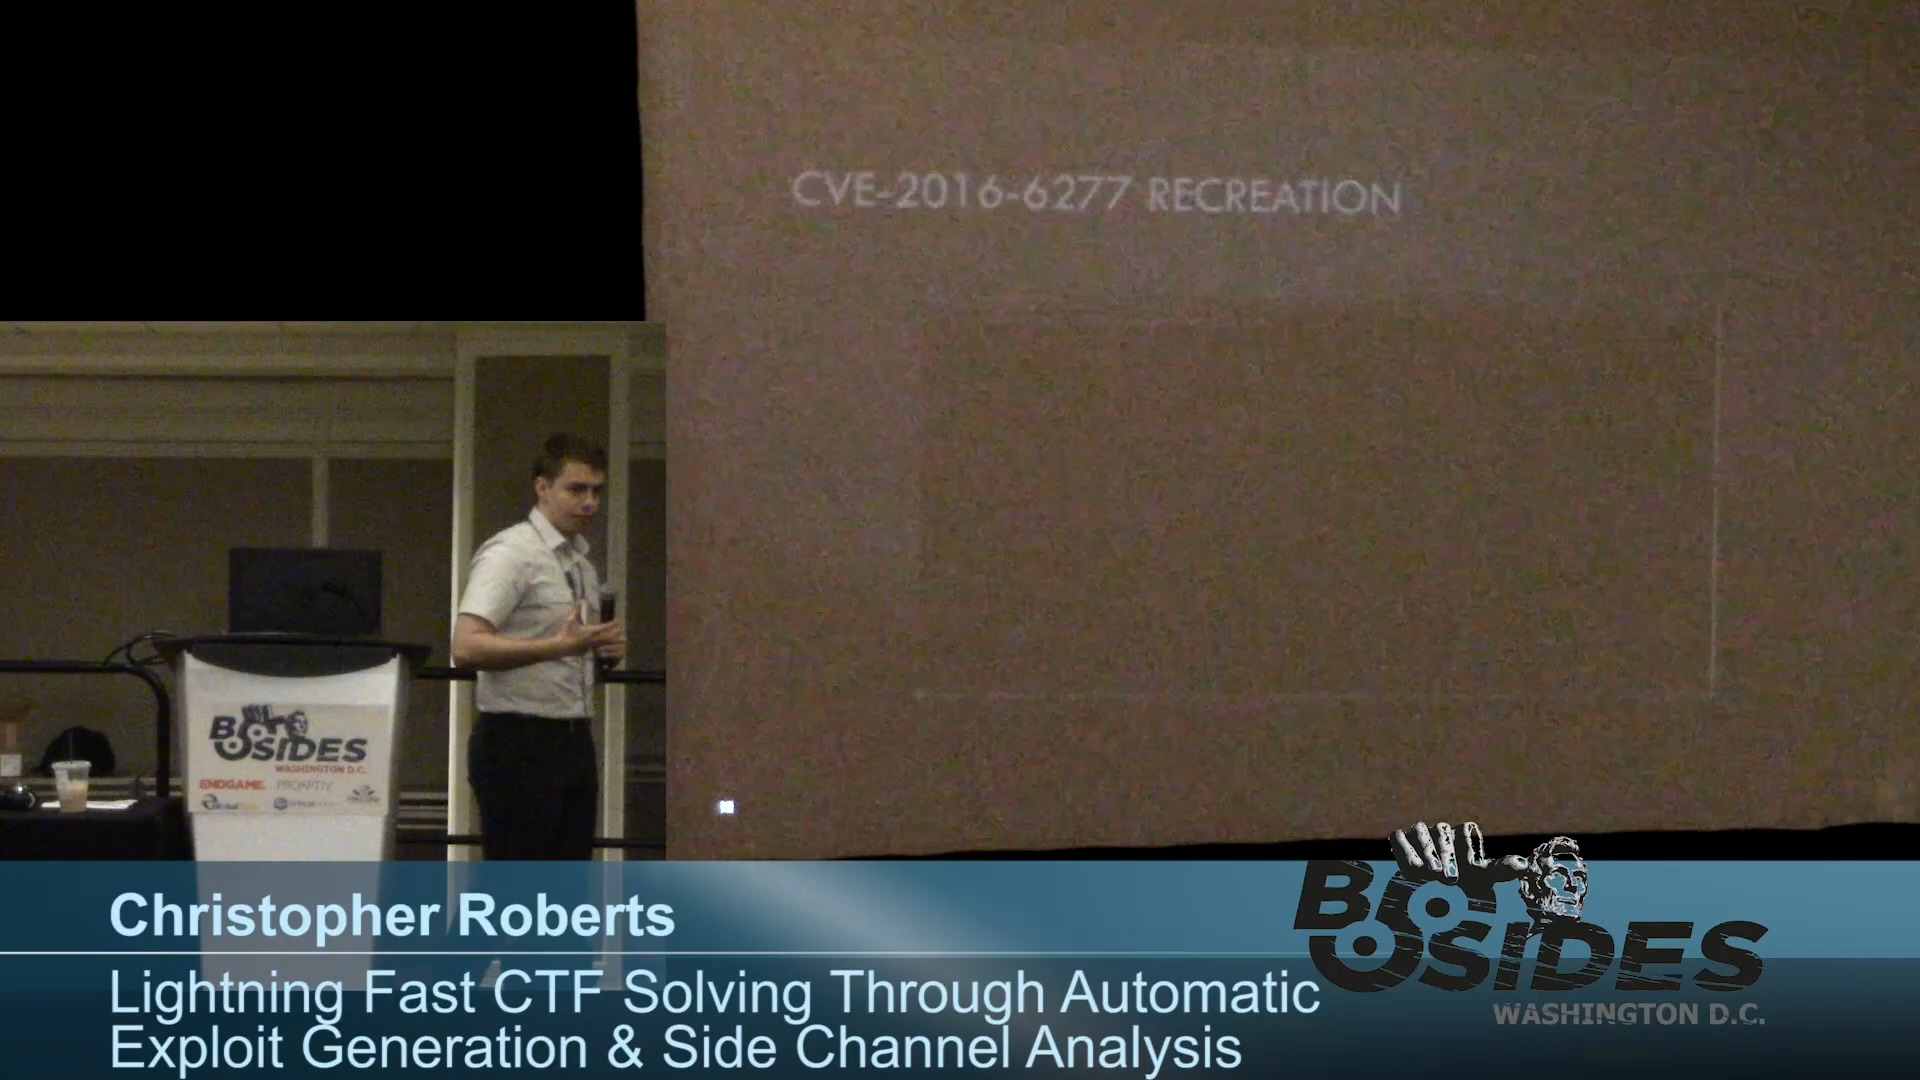 CVE-2016-6277 RECREATION
BSIDES
WASHINGTON D.C.
ENDGAME.
Christopher Roberts
Lightning Fast CTF Solving Through Automatic
Exploit Generation & Side Channel Analysis
BSIDES
WASHINGTON D.C.